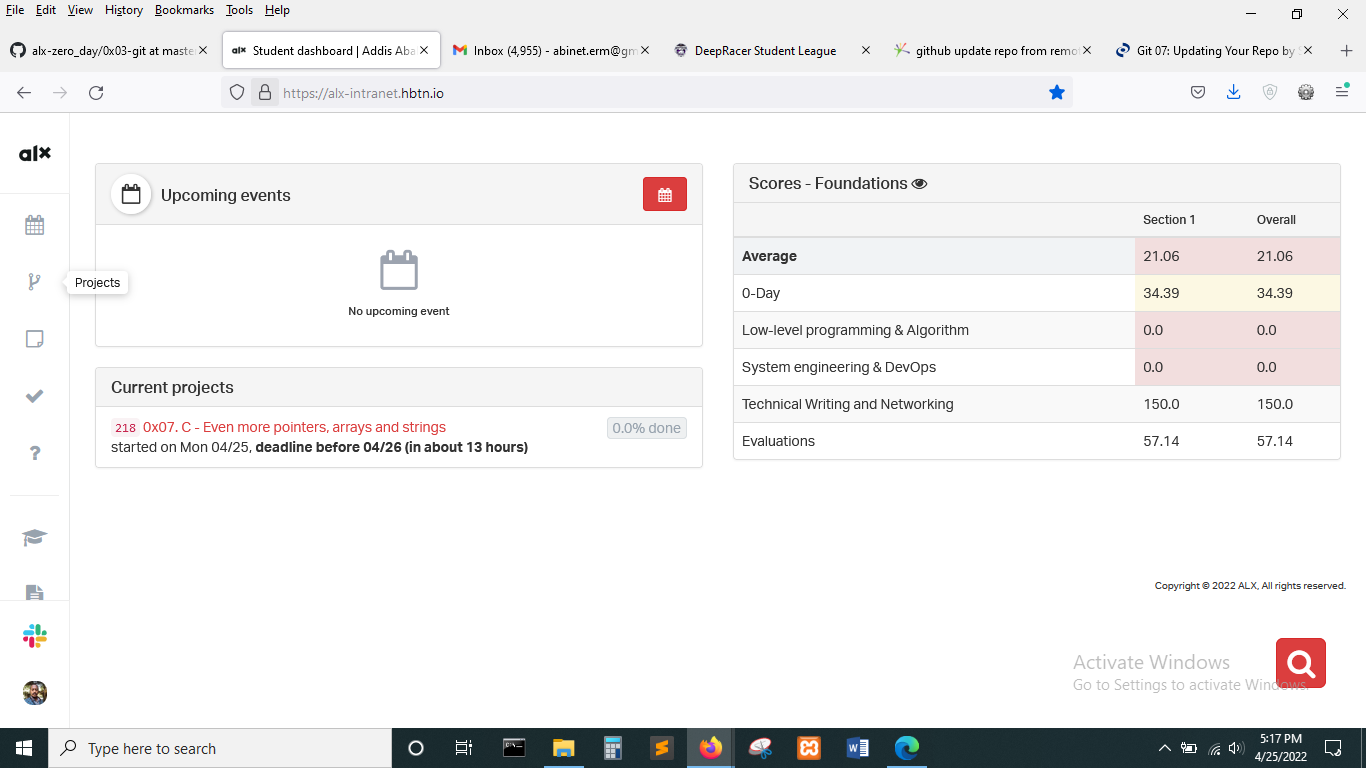 File Edit View History Bookmarks Tools Help
alx-zero_day/0x03-git at maste
alx Student dashboard | Addis Aba
Inbox (4,955) - abinet.erm@gm
DeepRacer Student League
github update repo from remo
Git 07: Updating Your Repo by S
https://alx-intranet.hbtn.io
alx
Upcoming events
No upcoming event
Projects
Current projects
218 0x07. C - Even more pointers, arrays and strings
0.0% done
started on Mon 04/25, deadline before 04/26 (in about 13 hours)
Scores - Foundations
Section 1 Overall
Average 21.06 21.06
0-Day 34.39 34.39
Low-level programming & Algorithm 0.0 0.0
System engineering & DevOps 0.0 0.0
Technical Writing and Networking 150.0 150.0
Evaluations 57.14 57.14
Copyright © 2022 ALX, All rights reserved.
Activate Windows
Go to Settings to activate Windows.
Type here to search
5:17 PM
4/25/2022